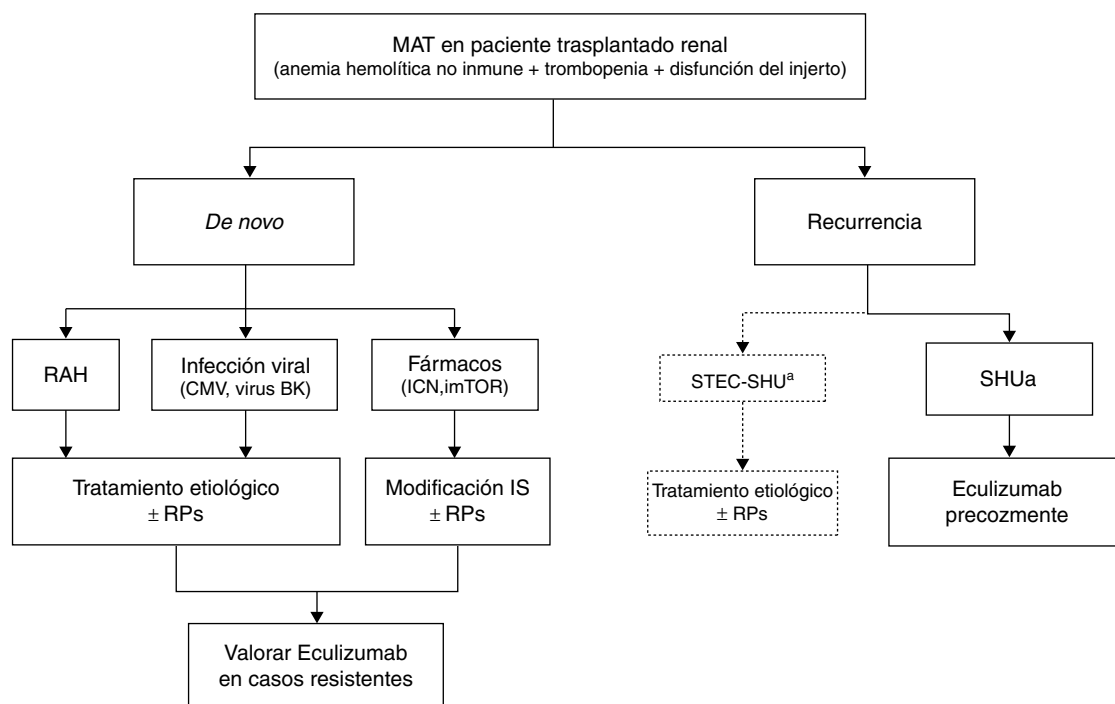 MAT en paciente trasplantado renal
(anemia hemolítica no inmune + trombopenia + disfunción del injerto)
De novo
Recurrencia
RAH
Infección viral
(CMV, virus BK)
Fármacos
(ICN,imTOR)
STEC-SHUᵃ
SHUa
Tratamiento etiológico
± RPs
Modificación IS
± RPs
Tratamiento etiológico
± RPs
Eculizumab
precozmente
Valorar Eculizumab
en casos resistentes